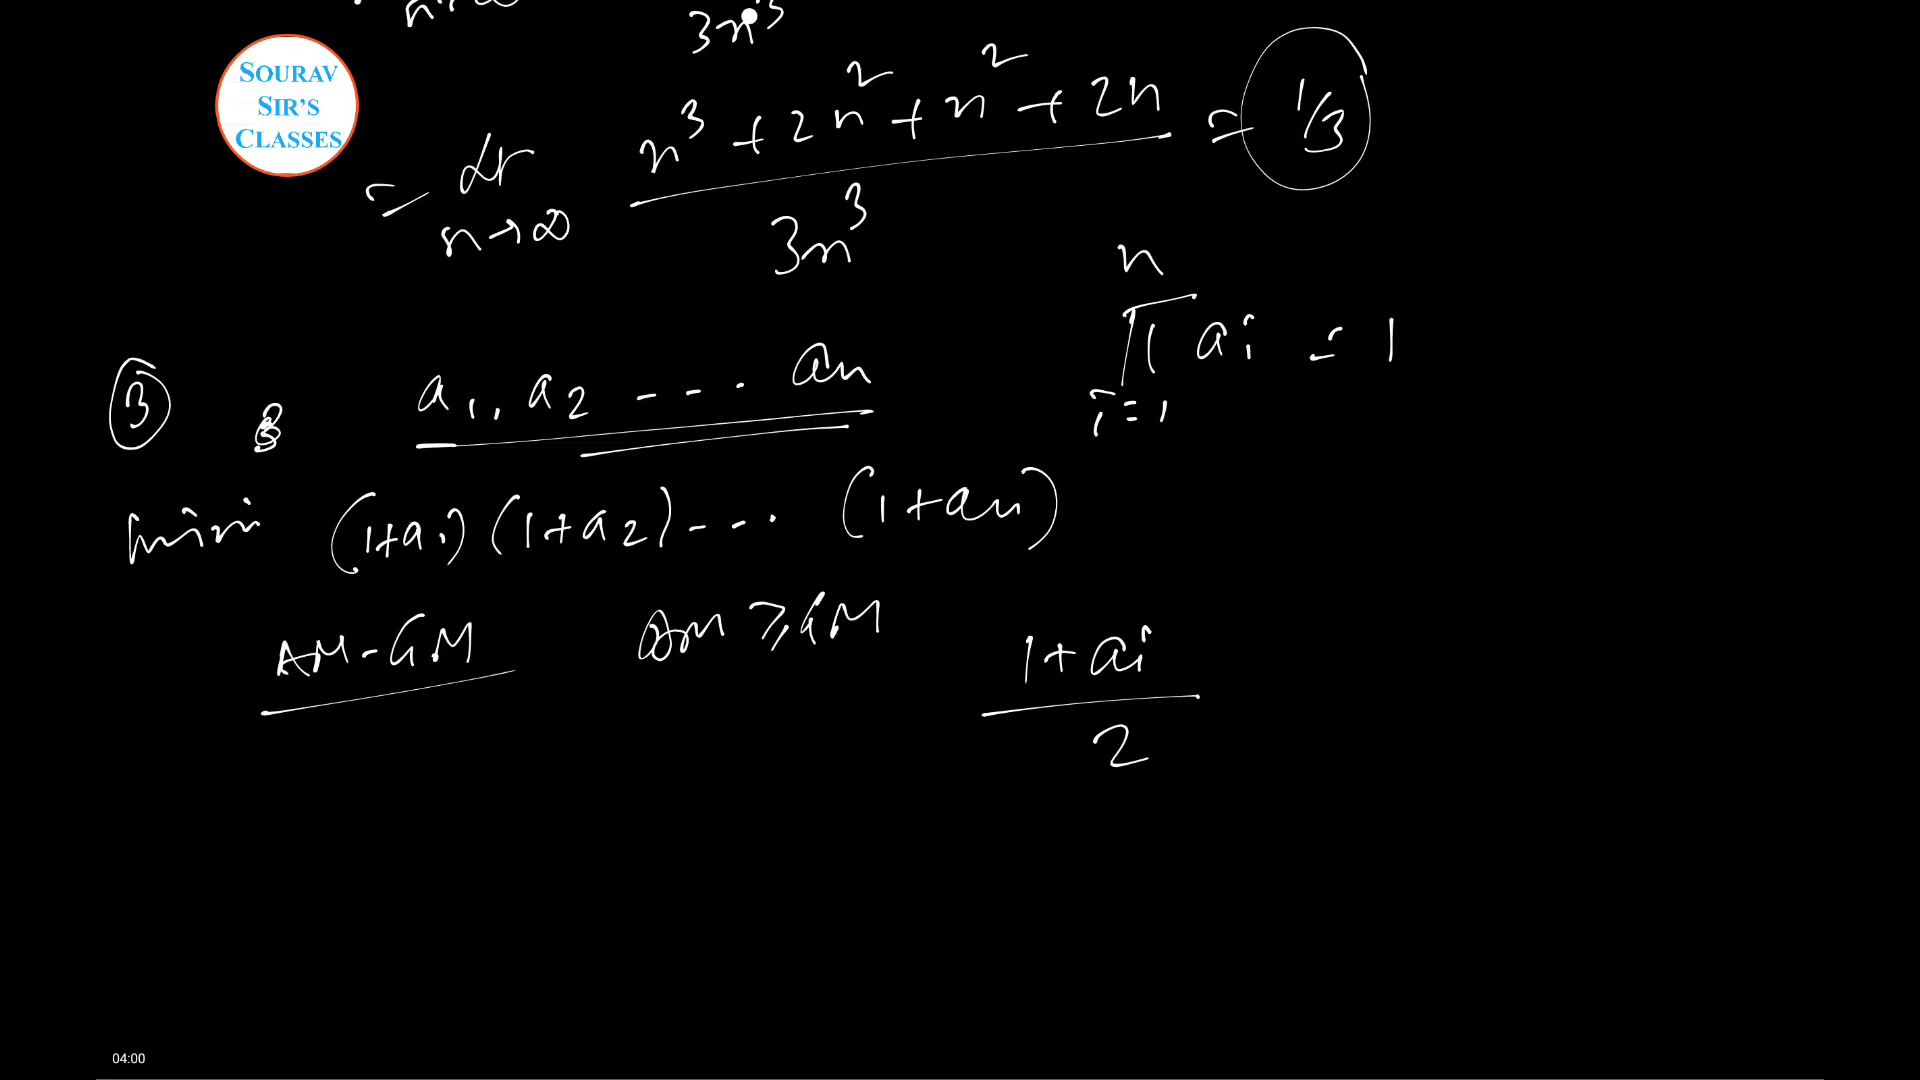 n→∞ 3n³
SOURAV
SIR'S
CLASSES
= Lt n→∞ (n³ + 2n² + n² + 2n) / 3n³ = 1/3
③ a₁, a₂ - - - . aₙ n ∏ i=1 aᵢ = 1
mini (1+a₁) (1+a₂) - - - . (1+aₙ)
AM-GM AM ≥ GM (1+aᵢ) / 2
04:00